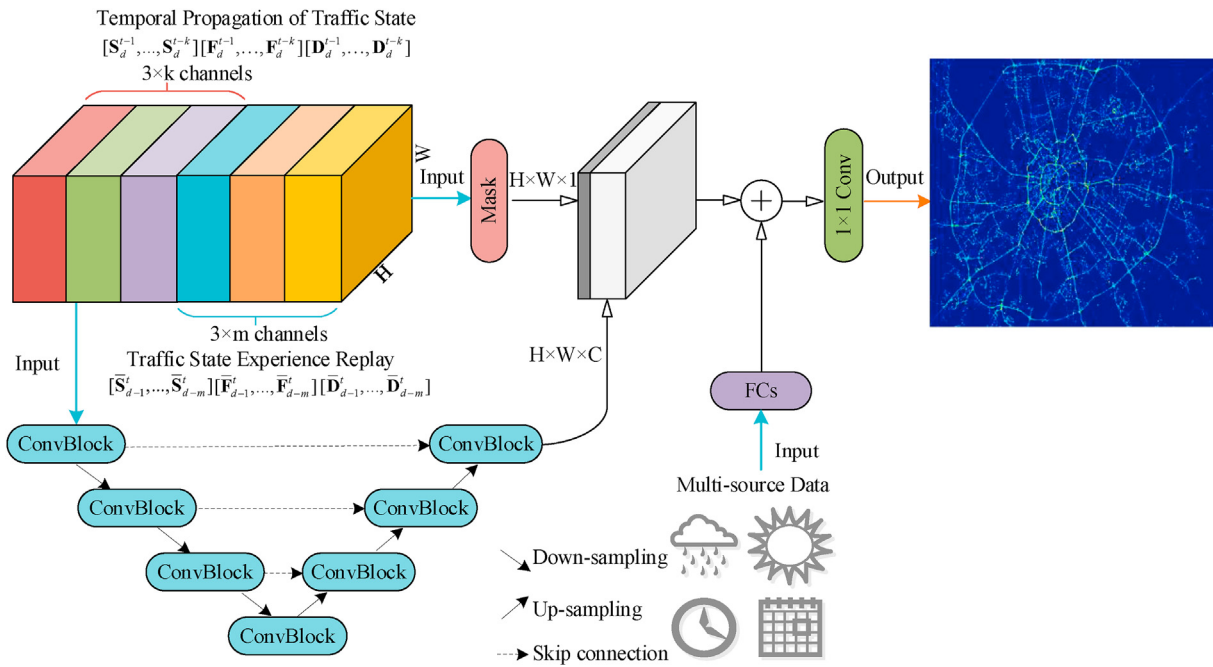 Temporal Propagation of Traffic State
[S_d^{t−1},...,S_d^{t−k}][F_d^{t−1},...,F_d^{t−k}][D_d^{t−1},...,D_d^{t−k}]
3×k channels
W
H
Input
Mask
H×W×1
1×1 Conv
Output
3×m channels
Traffic State Experience Replay
[S̅_{d−1}^t,...,S̅_{d−m}^t][F̅_{d−1}^t,...,F̅_{d−m}^t][D̅_{d−1}^t,...,D̅_{d−m}^t]
Input
H×W×C
FCs
Input
Multi-source Data
ConvBlock
ConvBlock
ConvBlock
ConvBlock
ConvBlock
ConvBlock
ConvBlock
Down-sampling
Up-sampling
Skip connection